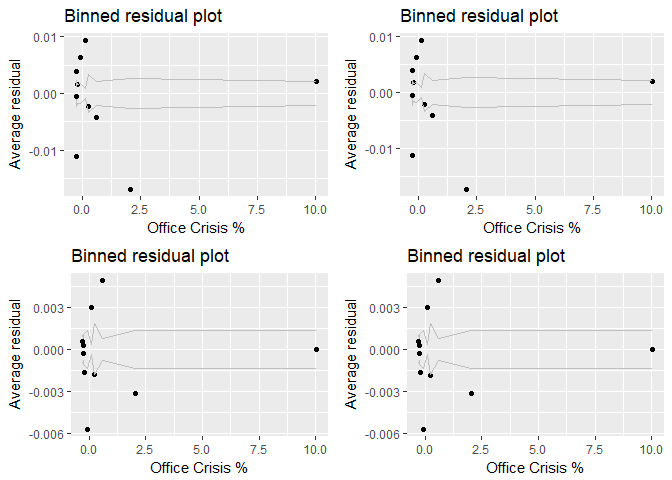 Binned residual plot
0.01
0.00
-0.01
Average residual
0.0 2.5 5.0 7.5 10.0
Office Crisis %
Binned residual plot
0.01
0.00
-0.01
Average residual
0.0 2.5 5.0 7.5 10.0
Office Crisis %
Binned residual plot
0.003
0.000
-0.003
-0.006
Average residual
0.0 2.5 5.0 7.5 10.0
Office Crisis %
Binned residual plot
0.003
0.000
-0.003
-0.006
Average residual
0.0 2.5 5.0 7.5 10.0
Office Crisis %